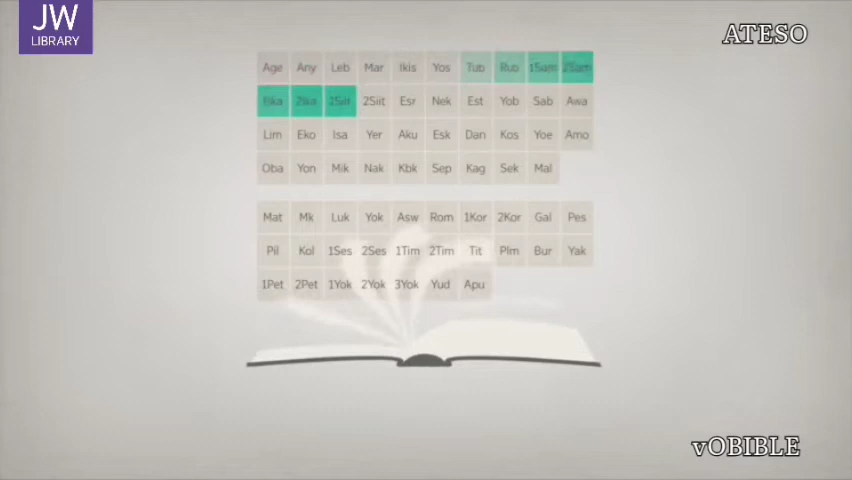 JW
LIBRARY
ATESO
Age Any Leb Mar Ikis Yos Tub Rub 1Sam 2Sam
1Ika 2Ika 1Siit 2Siit Esr Nek Est Yob Sab Awa
Lim Eko Isa Yer Aku Esk Dan Kos Yoe Amo
Oba Yon Mik Nak Kbk Sep Kag Sek Mal
Mat Mk Luk Yok Asw Rom 1Kor 2Kor Gal Pes
Pil Kol 1Ses 2Ses 1Tim 2Tim Tit Plm Bur Yak
1Pet 2Pet 1Yok 2Yok 3Yok Yud Apu
vOBIBLE